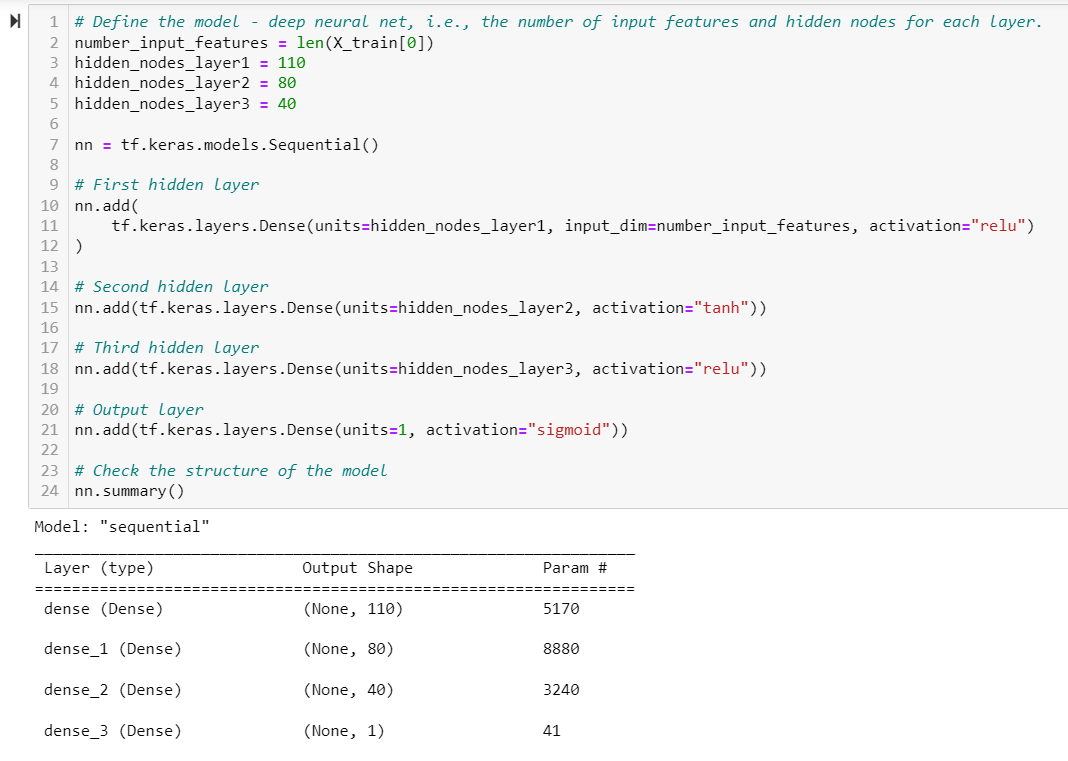 1 # Define the model - deep neural net, i.e., the number of input features and hidden nodes for each layer.
2 number_input_features = len(X_train[0])
3 hidden_nodes_layer1 = 110
4 hidden_nodes_layer2 = 80
5 hidden_nodes_layer3 = 40
6
7 nn = tf.keras.models.Sequential()
8
9 # First hidden layer
10 nn.add(
11     tf.keras.layers.Dense(units=hidden_nodes_layer1, input_dim=number_input_features, activation="relu")
12 )
13
14 # Second hidden layer
15 nn.add(tf.keras.layers.Dense(units=hidden_nodes_layer2, activation="tanh"))
16
17 # Third hidden layer
18 nn.add(tf.keras.layers.Dense(units=hidden_nodes_layer3, activation="relu"))
19
20 # Output layer
21 nn.add(tf.keras.layers.Dense(units=1, activation="sigmoid"))
22
23 # Check the structure of the model
24 nn.summary()
Model: "sequential"
_________________________________________________________________
Layer (type) Output Shape Param #
=================================================================
dense (Dense) (None, 110) 5170
dense_1 (Dense) (None, 80) 8880
dense_2 (Dense) (None, 40) 3240
dense_3 (Dense) (None, 1) 41